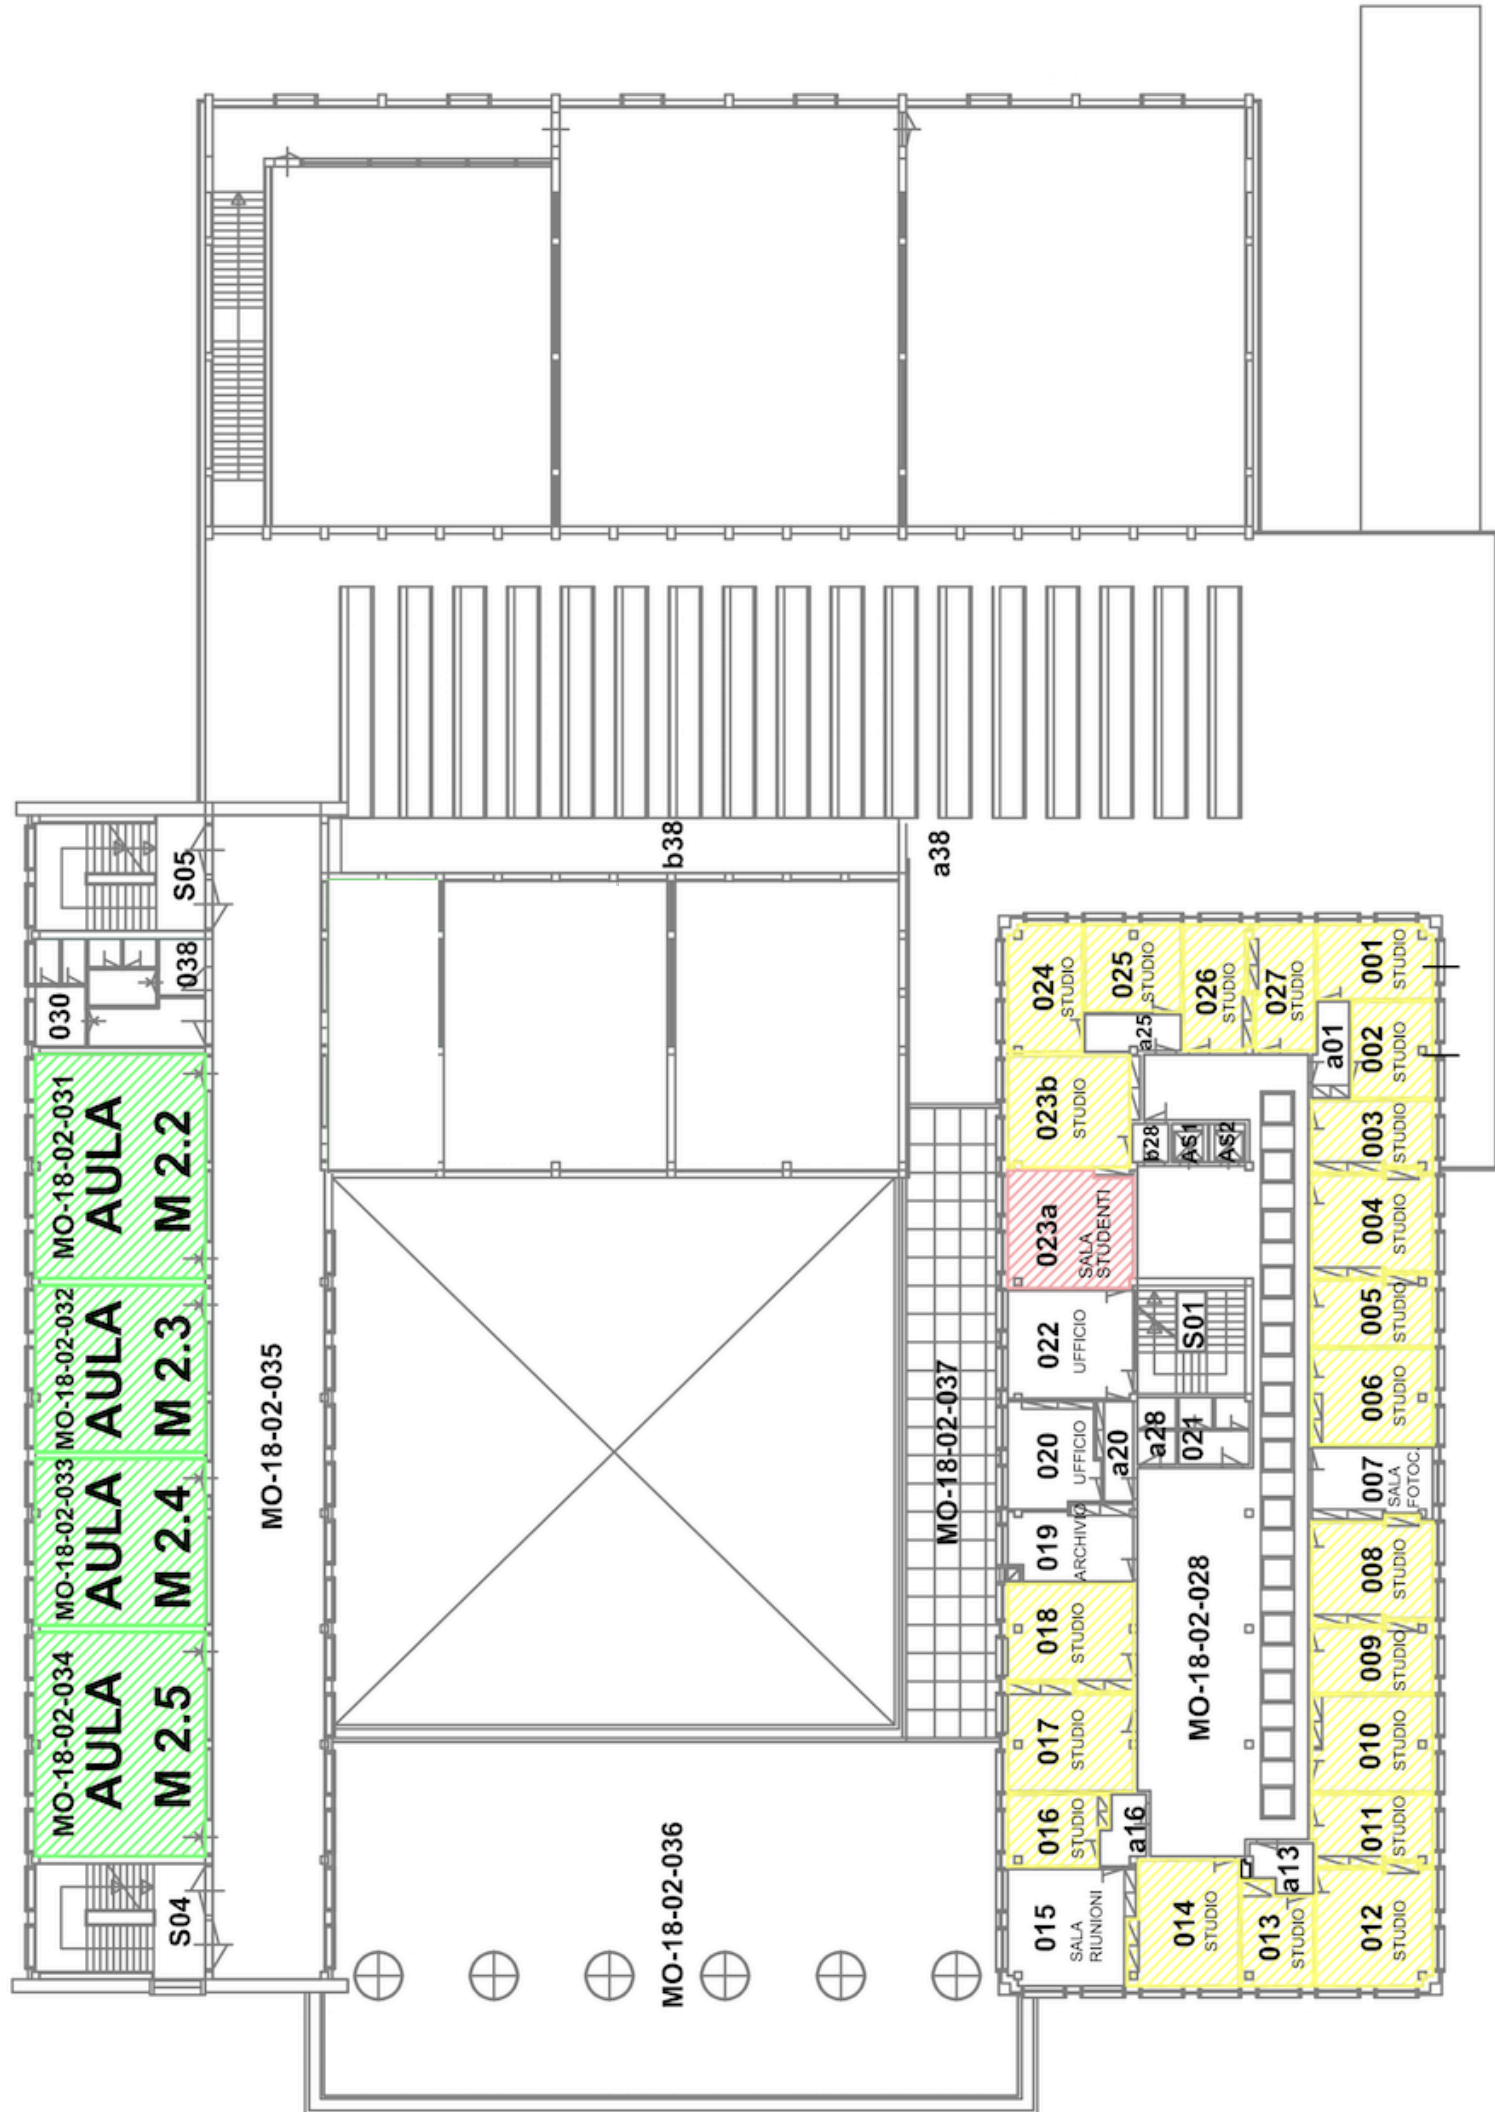 S04
MO-18-02-034
AULA
M 2.5
MO-18-02-033
AULA
M 2.4
MO-18-02-032
AULA
M 2.3
MO-18-02-031
AULA
M 2.2
030
038
S05
MO-18-02-035
MO-18-02-036
b38
a38
MO-18-02-037
015
SALA
RIUNIONI
016
STUDIO
a16
017
STUDIO
018
STUDIO
019
ARCHIVIO
020
UFFICIO
a20
022
UFFICIO
023a
SALA
STUDENTI
023b
STUDIO
024
STUDIO
025
STUDIO
a25
026
STUDIO
027
STUDIO
014
STUDIO
013
STUDIO
a13
MO-18-02-028
a28
021
S01
b28
AS1
AS2
a01
012
STUDIO
011
STUDIO
010
STUDIO
009
STUDIO
008
STUDIO
007
SALA
FOTOC.
006
STUDIO
005
STUDIO
004
STUDIO
003
STUDIO
002
STUDIO
001
STUDIO